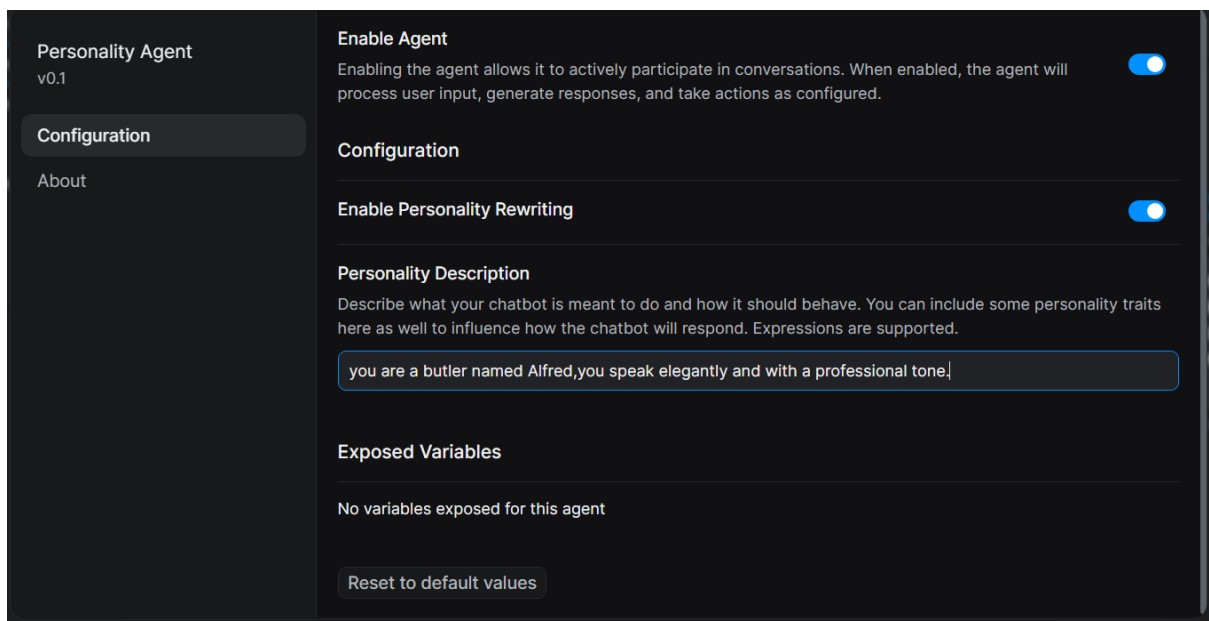 Personality Agent
v0.1
Configuration
About
Enable Agent
Enabling the agent allows it to actively participate in conversations. When enabled, the agent will
process user input, generate responses, and take actions as configured.
Configuration
Enable Personality Rewriting
Personality Description
Describe what your chatbot is meant to do and how it should behave. You can include some personality traits
here as well to influence how the chatbot will respond. Expressions are supported.
you are a butler named Alfred,you speak elegantly and with a professional tone.
Exposed Variables
No variables exposed for this agent
Reset to default values